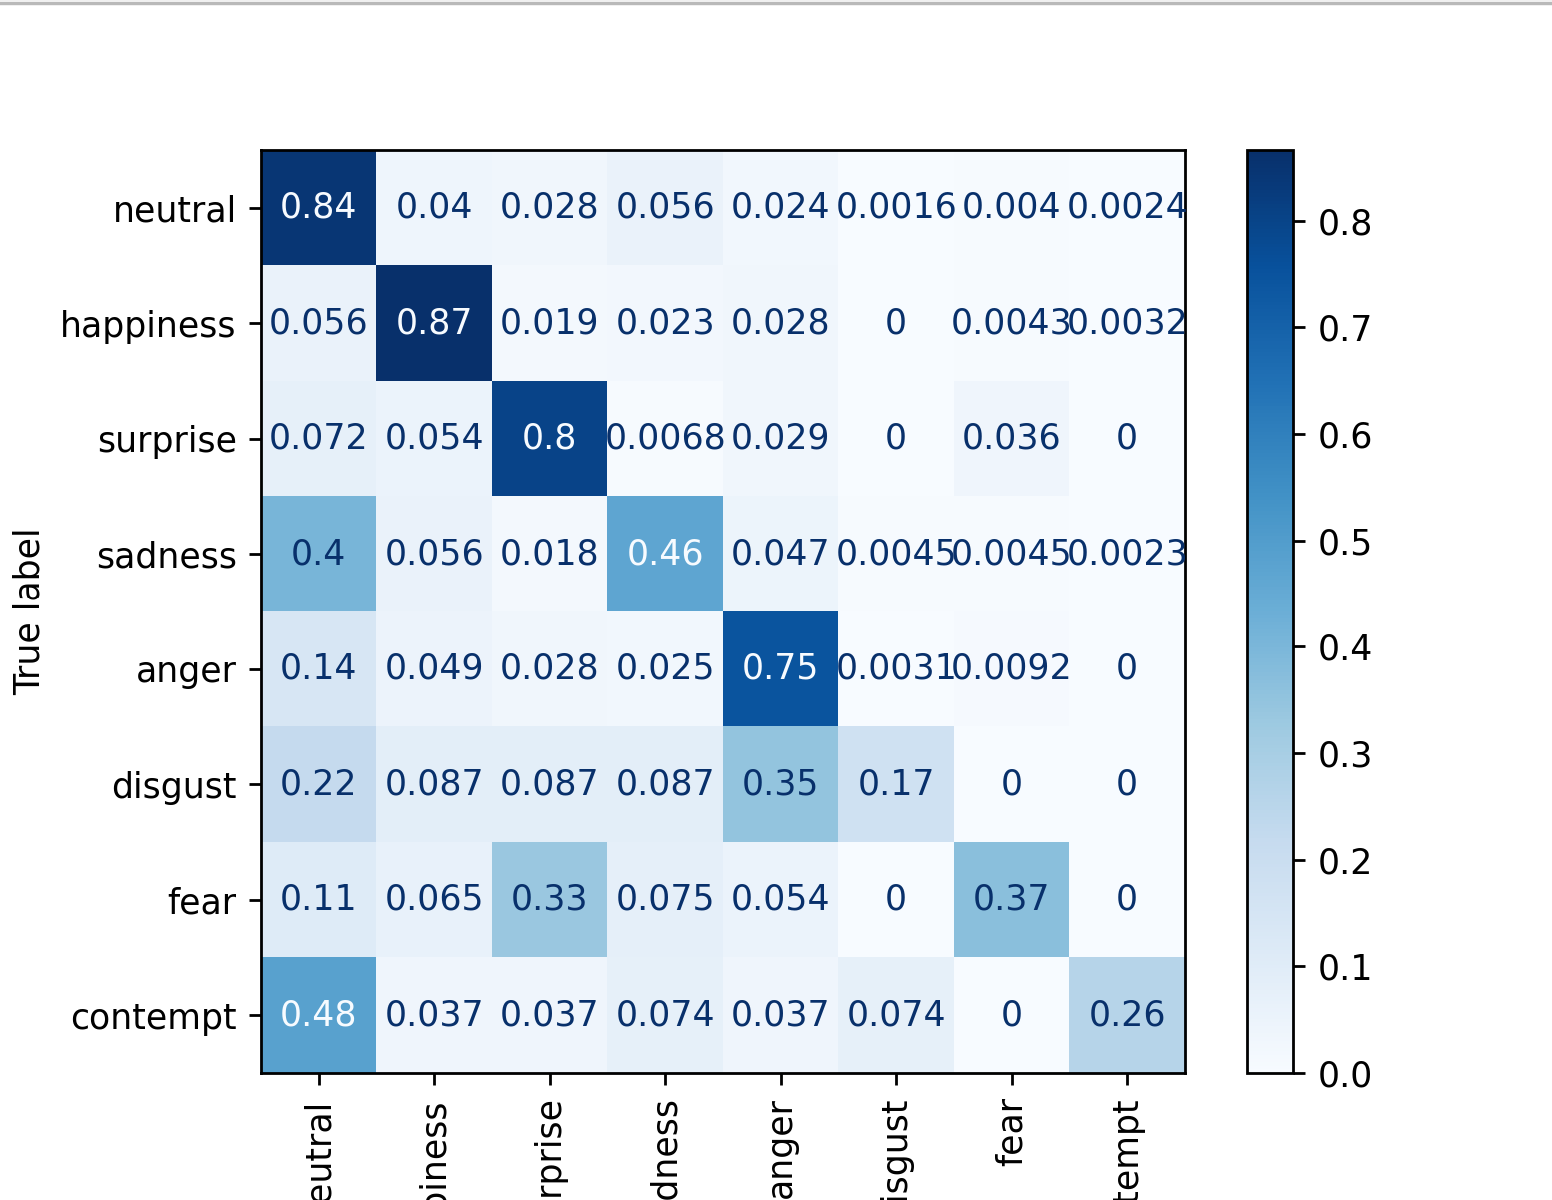 neutral 0.84 0.04 0.028 0.056 0.024 0.0016 0.004 0.0024
happiness 0.056 0.87 0.019 0.023 0.028 0 0.0043 0.0032
surprise 0.072 0.054 0.8 0.0068 0.029 0 0.036 0
sadness 0.4 0.056 0.018 0.46 0.047 0.0045 0.0045 0.0023
anger 0.14 0.049 0.028 0.025 0.75 0.0031 0.0092 0
disgust 0.22 0.087 0.087 0.087 0.35 0.17 0 0
fear 0.11 0.065 0.33 0.075 0.054 0 0.37 0
contempt 0.48 0.037 0.037 0.074 0.037 0.074 0 0.26
True label
eutral
piness
rprise
dness
anger
isgust
fear
tempt
0.8
0.7
0.6
0.5
0.4
0.3
0.2
0.1
0.0